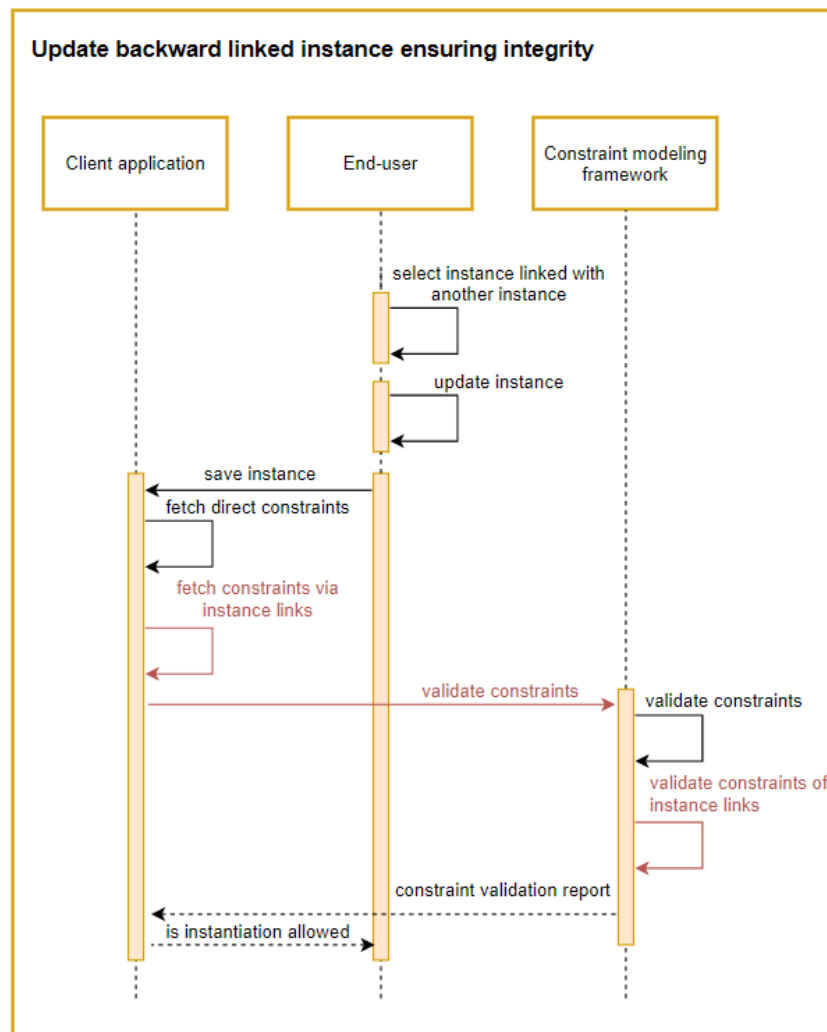 Update backward linked instance ensuring integrity
Client application
End-user
Constraint modeling
framework
select instance linked with
another instance
update instance
save instance
fetch direct constraints
fetch constraints via
instance links
validate constraints
validate constraints
validate constraints of
instance links
constraint validation report
is instantiation allowed